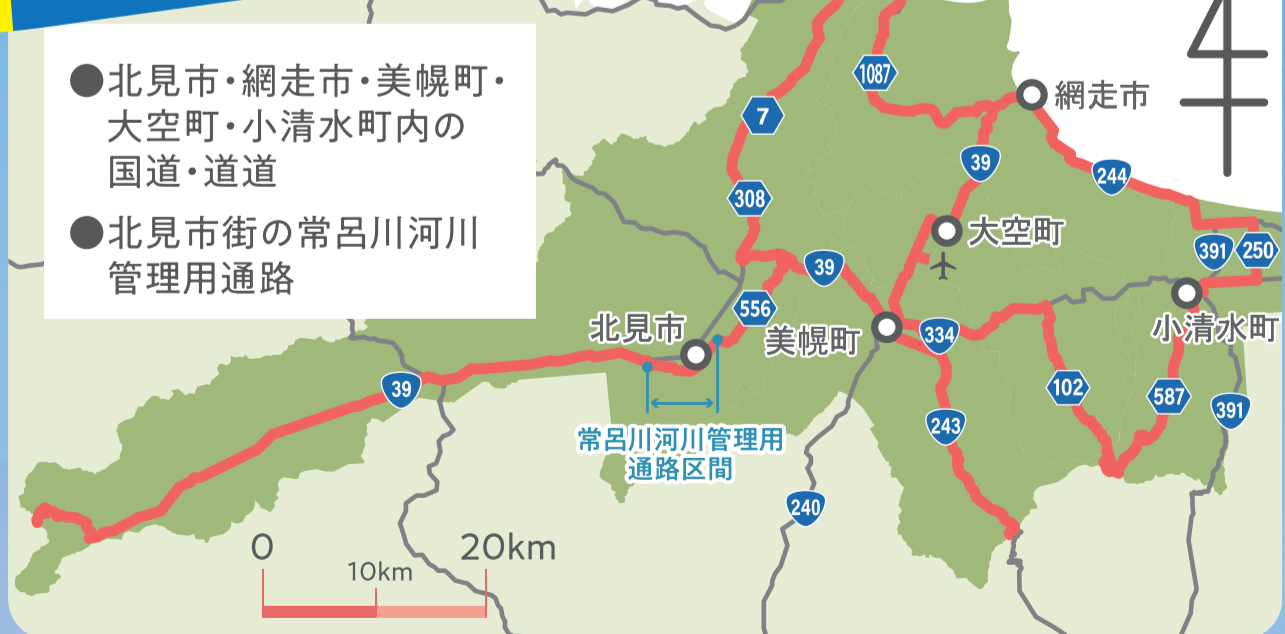 ●北見市・網走市・美幌町・
大空町・小清水町内の
国道・道道
●北見市街の常呂川河川
管理用通路
1087
網走市
7
39
244
308
大空町
391
250
39
556
北見市
美幌町
334
小清水町
39
102
587
391
243
常呂川河川管理用
通路区間
240
0
10km
20km